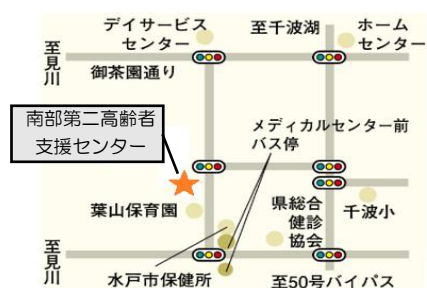 デイサービス
センター
至千波湖
ホーム
センター
至見川
御茶園通り
南部第二高齢者
支援センター
メディカルセンター前
バス停
葉山保育園
県総合
健診
協会
千波小
至見川
水戸市保健所
至50号バイパス